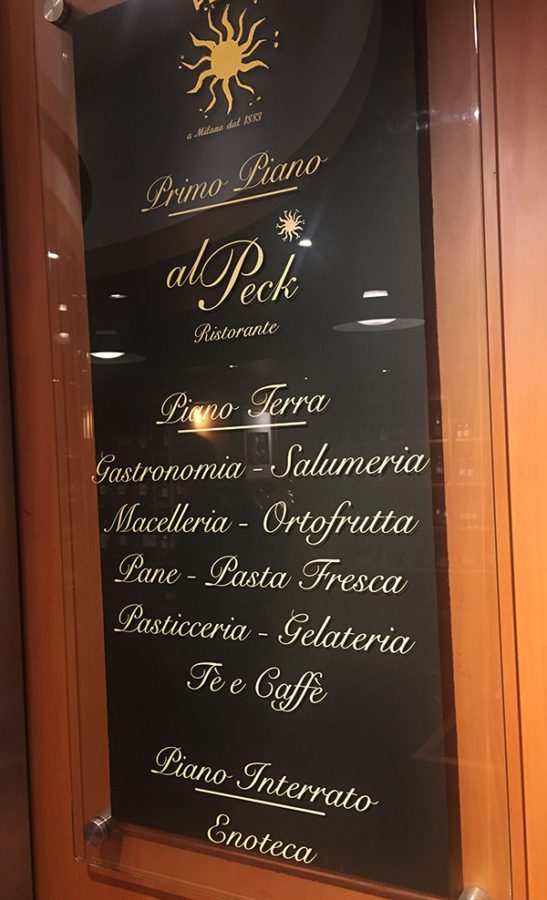 a Milano dal 1883
Primo Piano
al Peck
Ristorante
Piano Terra
Gastronomia - Salumeria
Macelleria - Ortofrutta
Pane - Pasta Fresca
Pasticceria - Gelateria
Tè e Caffè
Piano Interrato
Enoteca